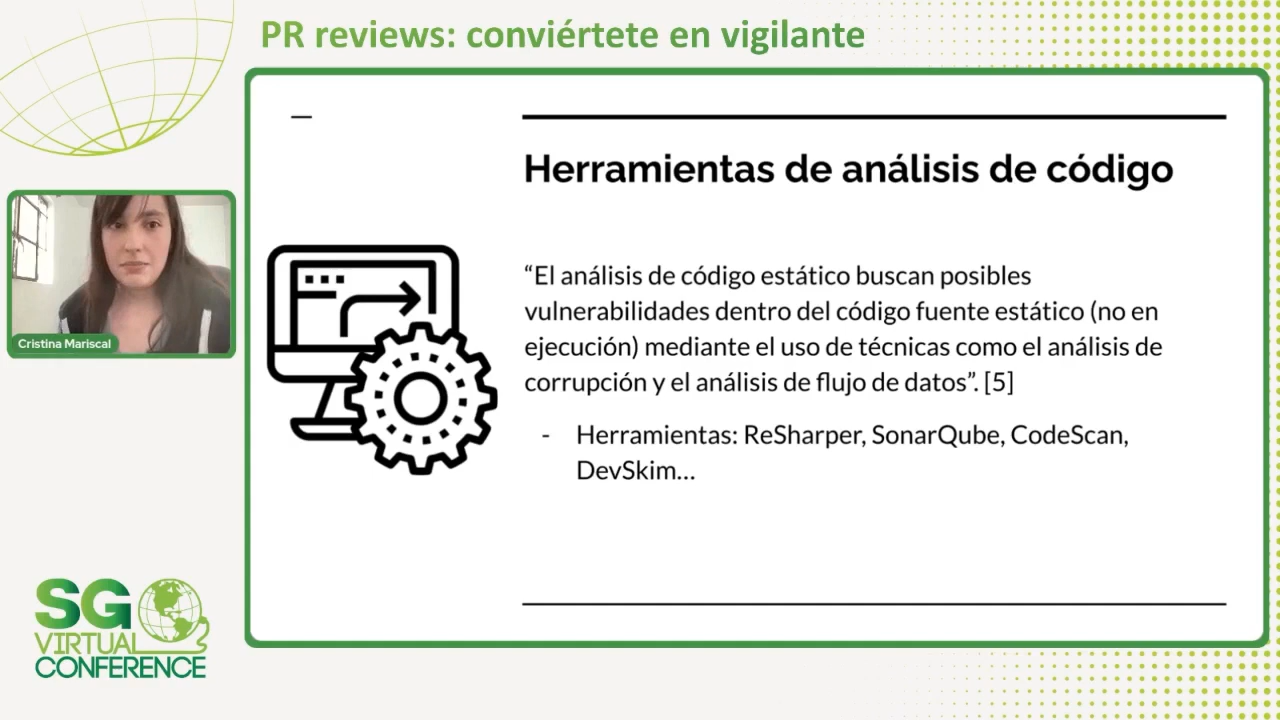 PR reviews: conviértete en vigilante
Herramientas de análisis de código
“El análisis de código estático buscan posibles
vulnerabilidades dentro del código fuente estático (no en
ejecución) mediante el uso de técnicas como el análisis de
corrupción y el análisis de flujo de datos”. [5]
- Herramientas: ReSharper, SonarQube, CodeScan,
DevSkim...
Cristina Mariscal
SG
VIRTUAL
CONFERENCE